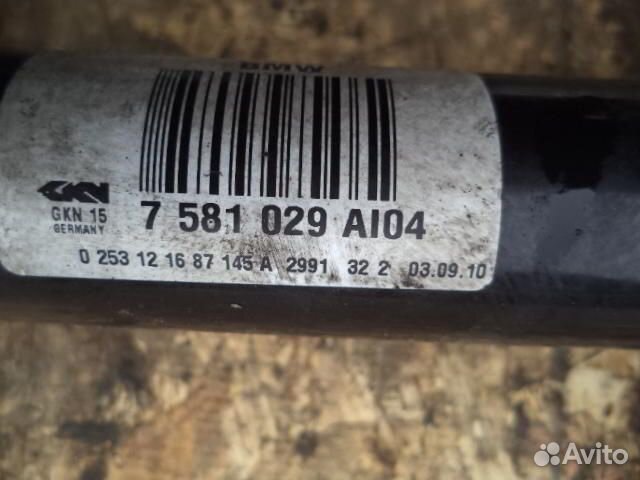 BMW
GKN
GKN 15
GERMANY
7 581 029 AI04
0 253 12 16 87 145 A 2991 32 2 03.09.10
Avito